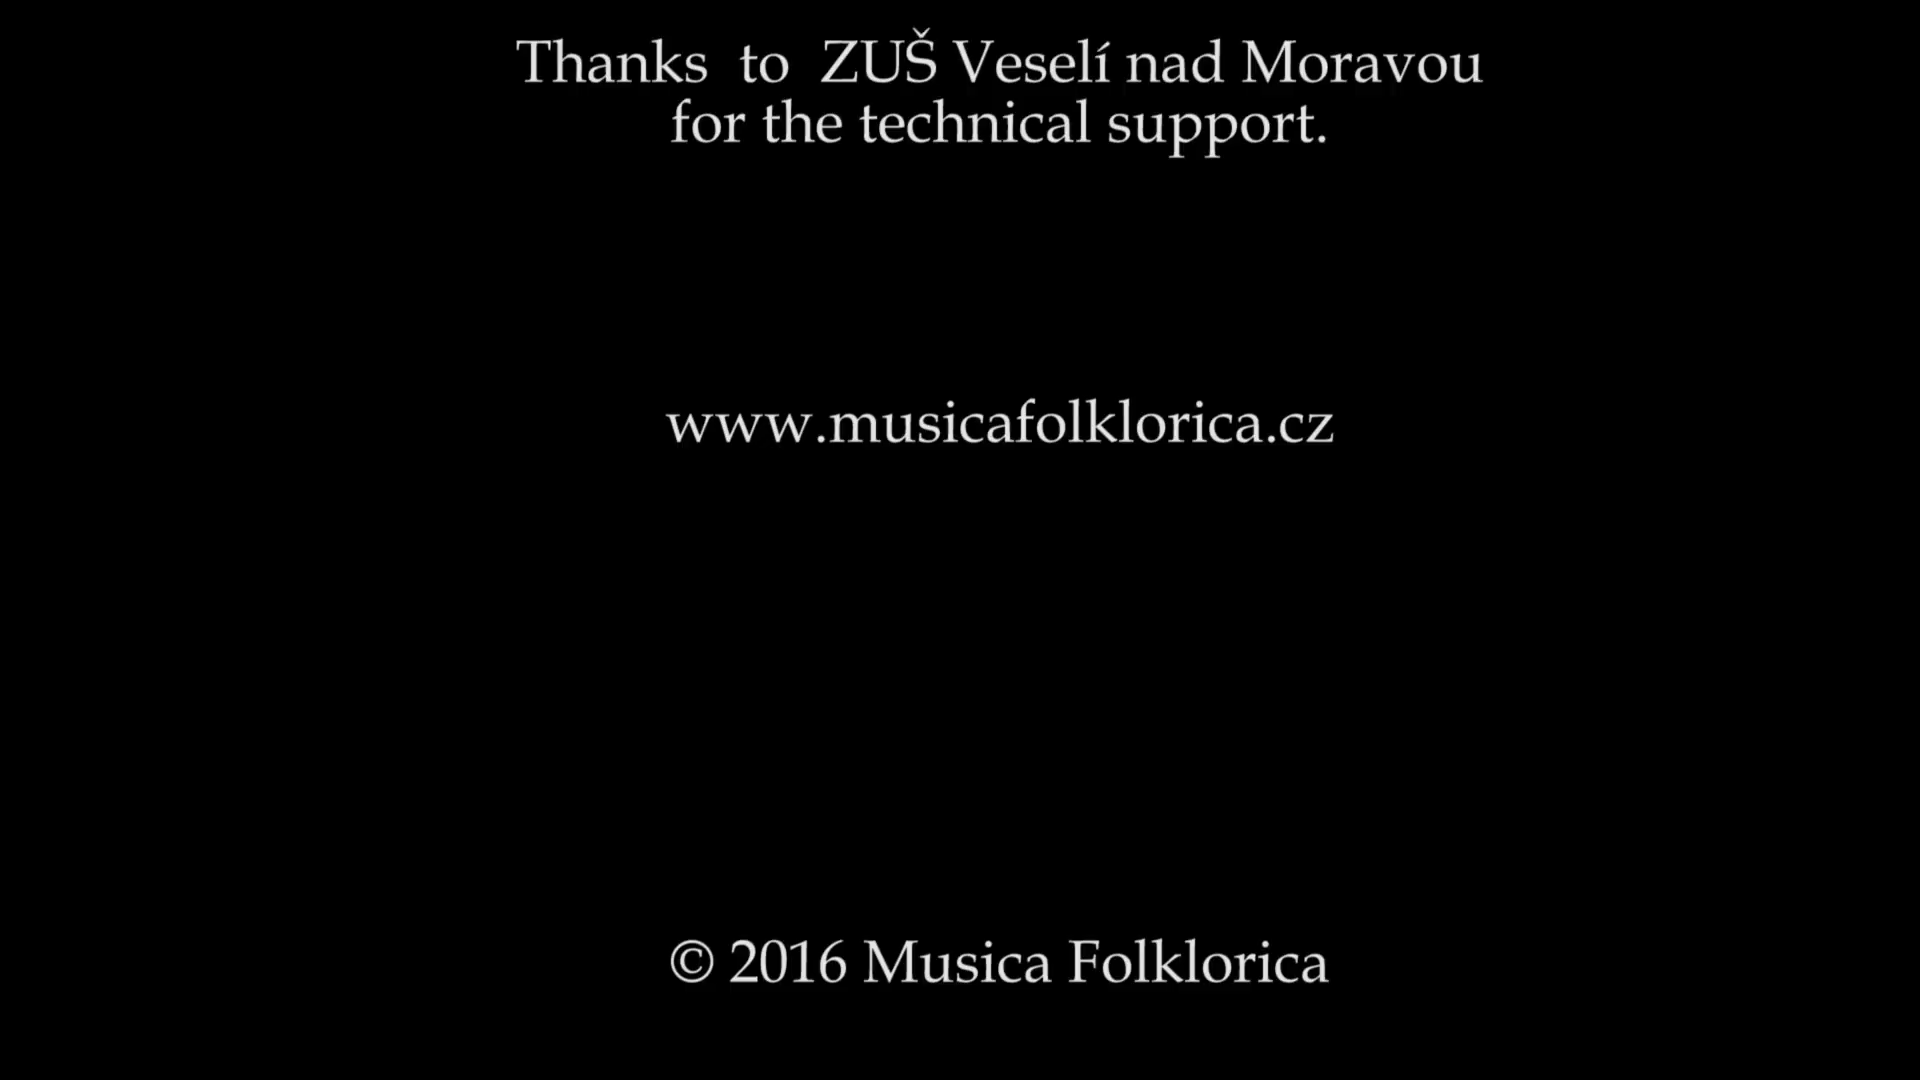 Thanks to ZUŠ Veselí nad Moravou
for the technical support.
www.musicafolklorica.cz
© 2016 Musica Folklorica